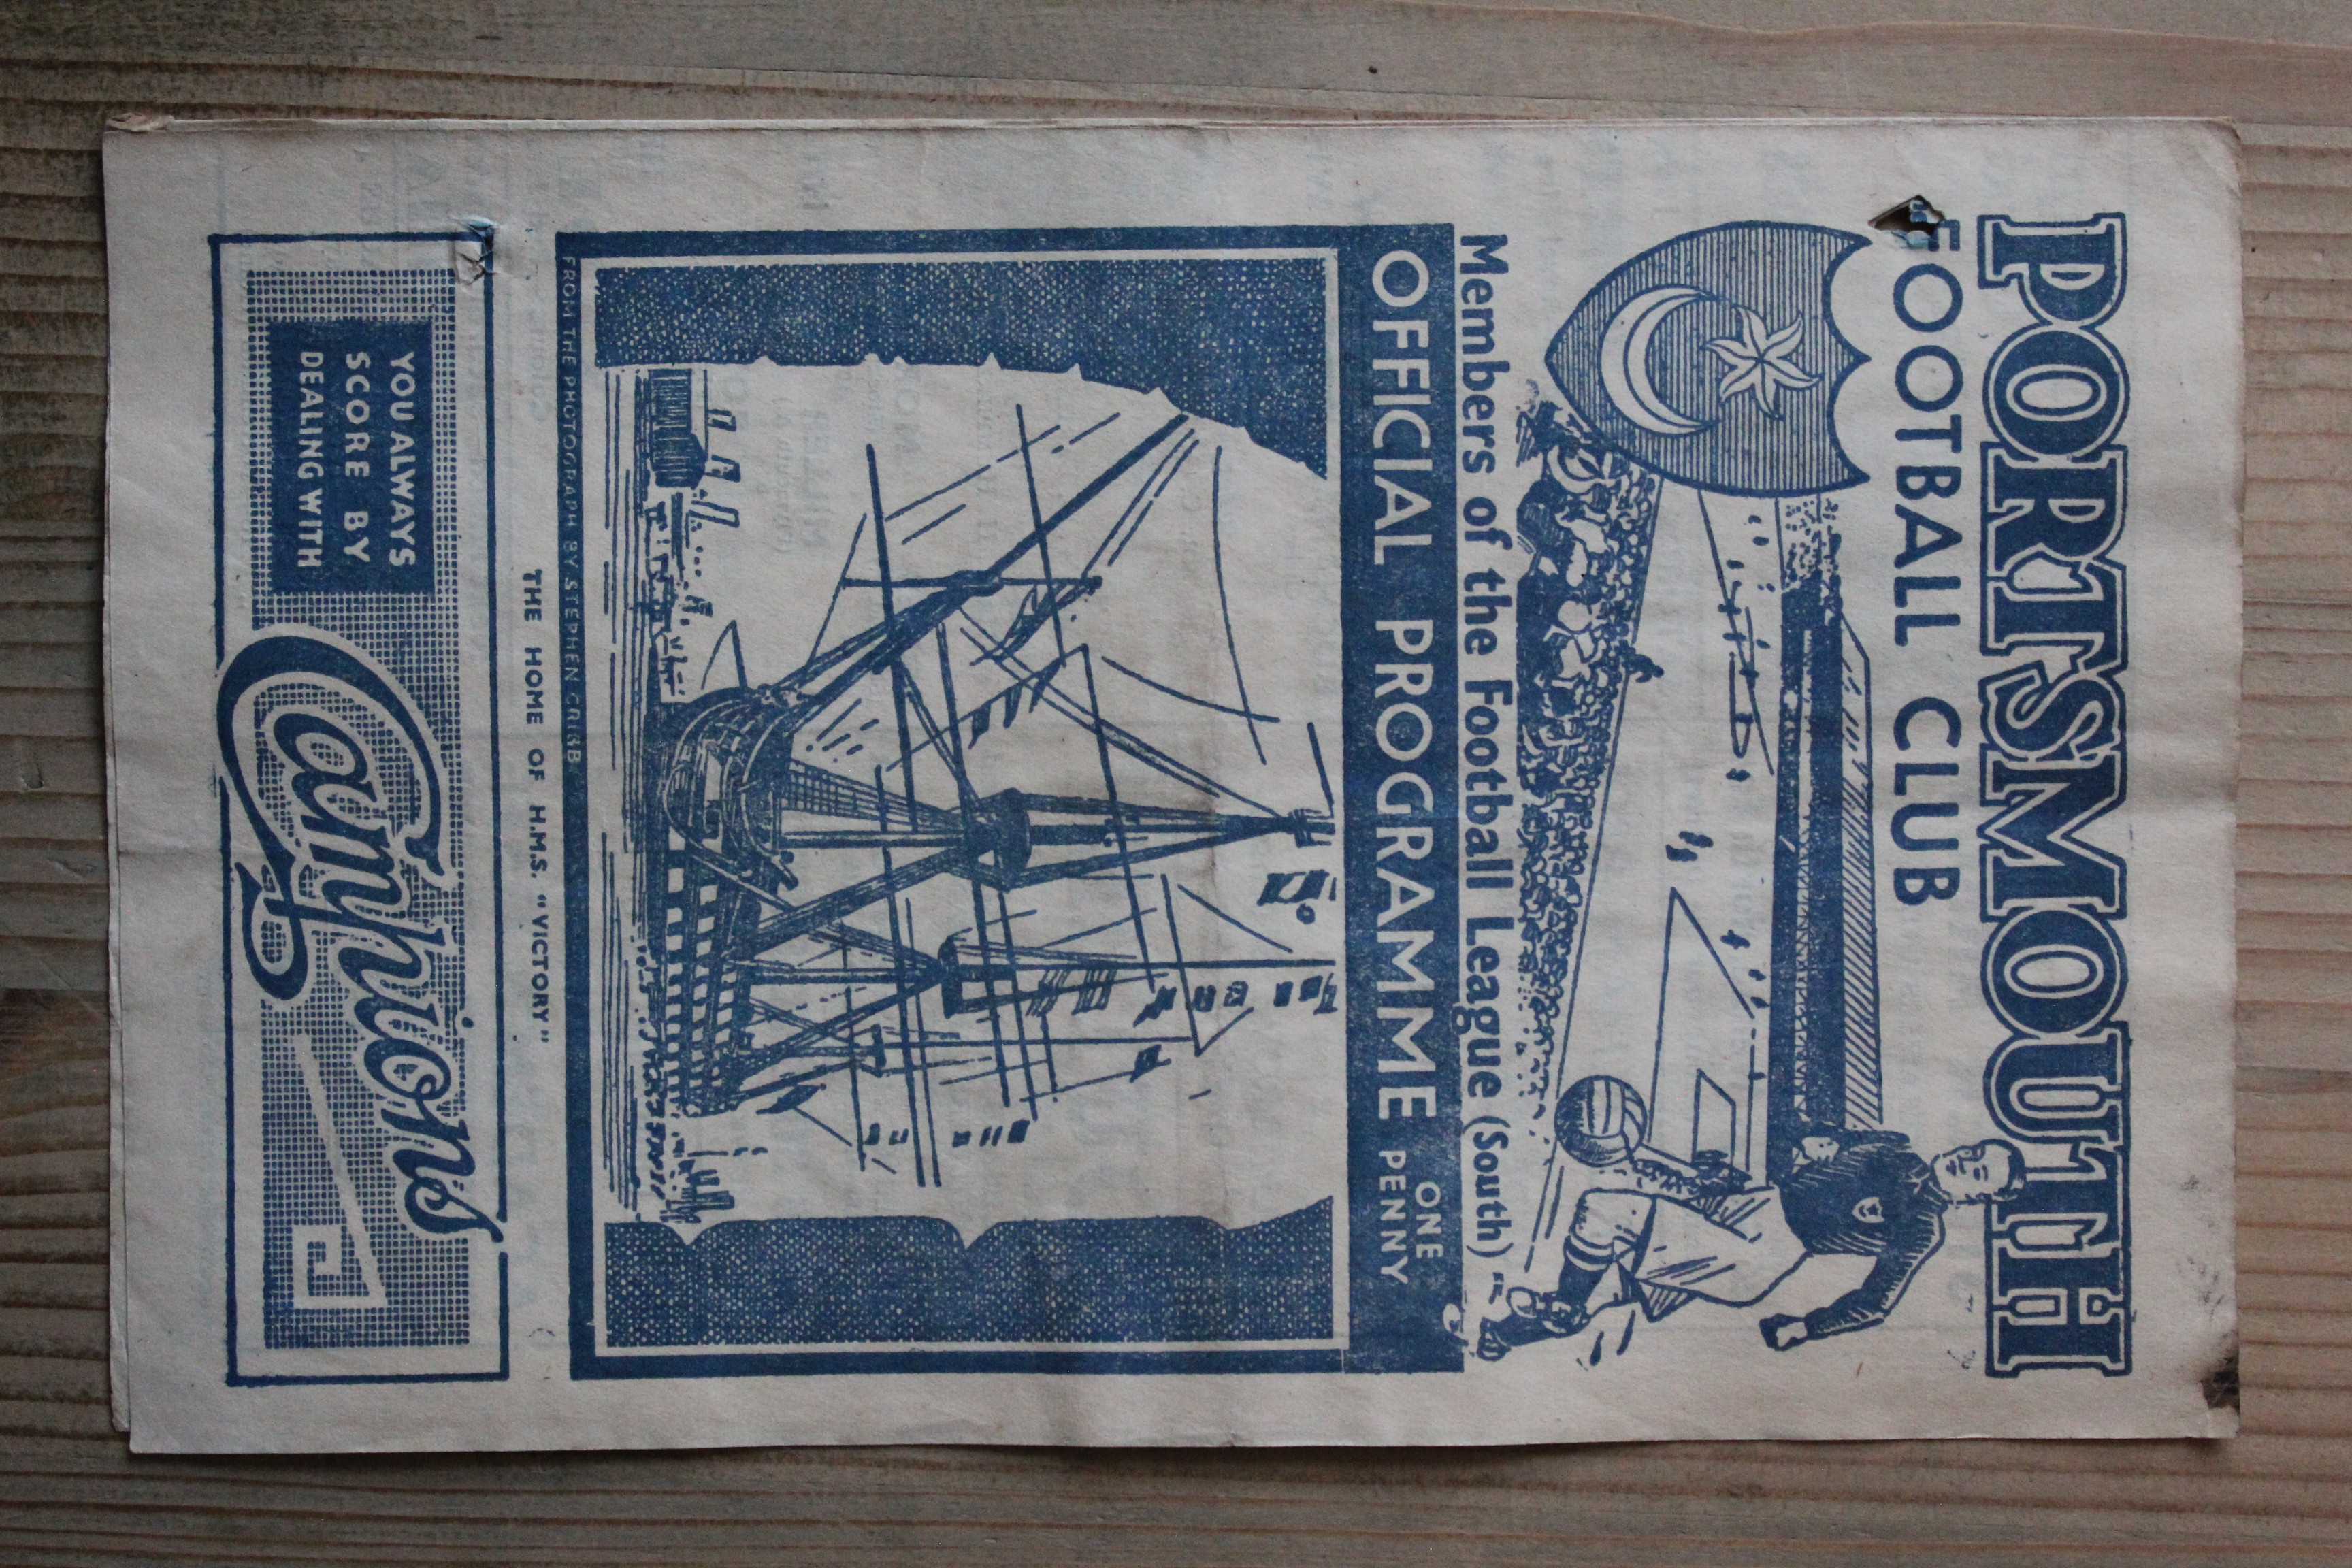 PORTSMOUTH
FOOTBALL CLUB
Members of the Football League (South)
OFFICIAL PROGRAMME ONE PENNY
FROM THE PHOTOGRAPH BY STEPHEN CRIBB
THE HOME OF H.M.S. "VICTORY"
YOU ALWAYS
SCORE BY
DEALING WITH
Campions